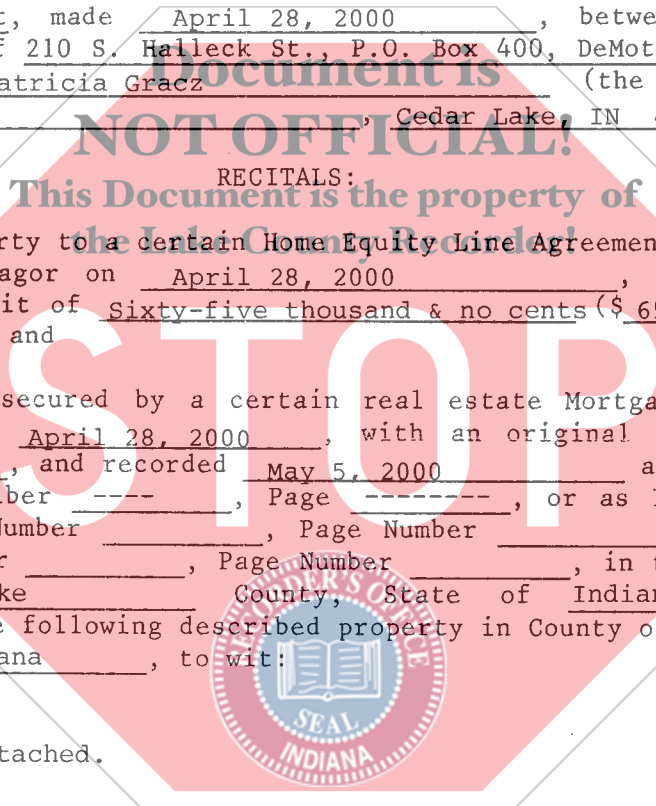 t, made April 28, 2000, betwe
f 210 S. Halleck St., P.O. Box 400, DeMot
Document is
atricia Gracz (the
NOT OFFICIAL!
, Cedar Lake, IN
RECITALS:
This Document is the property of
the Lake County Recorder!
rty to a certain Home Equity Line Agreemen
agor on April 28, 2000,
it of Sixty-five thousand & no cents($ 6
and
STOP
secured by a certain real estate Mortga
April 28, 2000, with an original
, and recorded May 5, 2000 a
ber ----, Page --------, or as
Number , Page Number
r , Page Number , in t
ke County, State of Indian
e following described property in County o
ana, to wit:
RECORDER'S OFFICE
SEAL
INDIANA
tached.